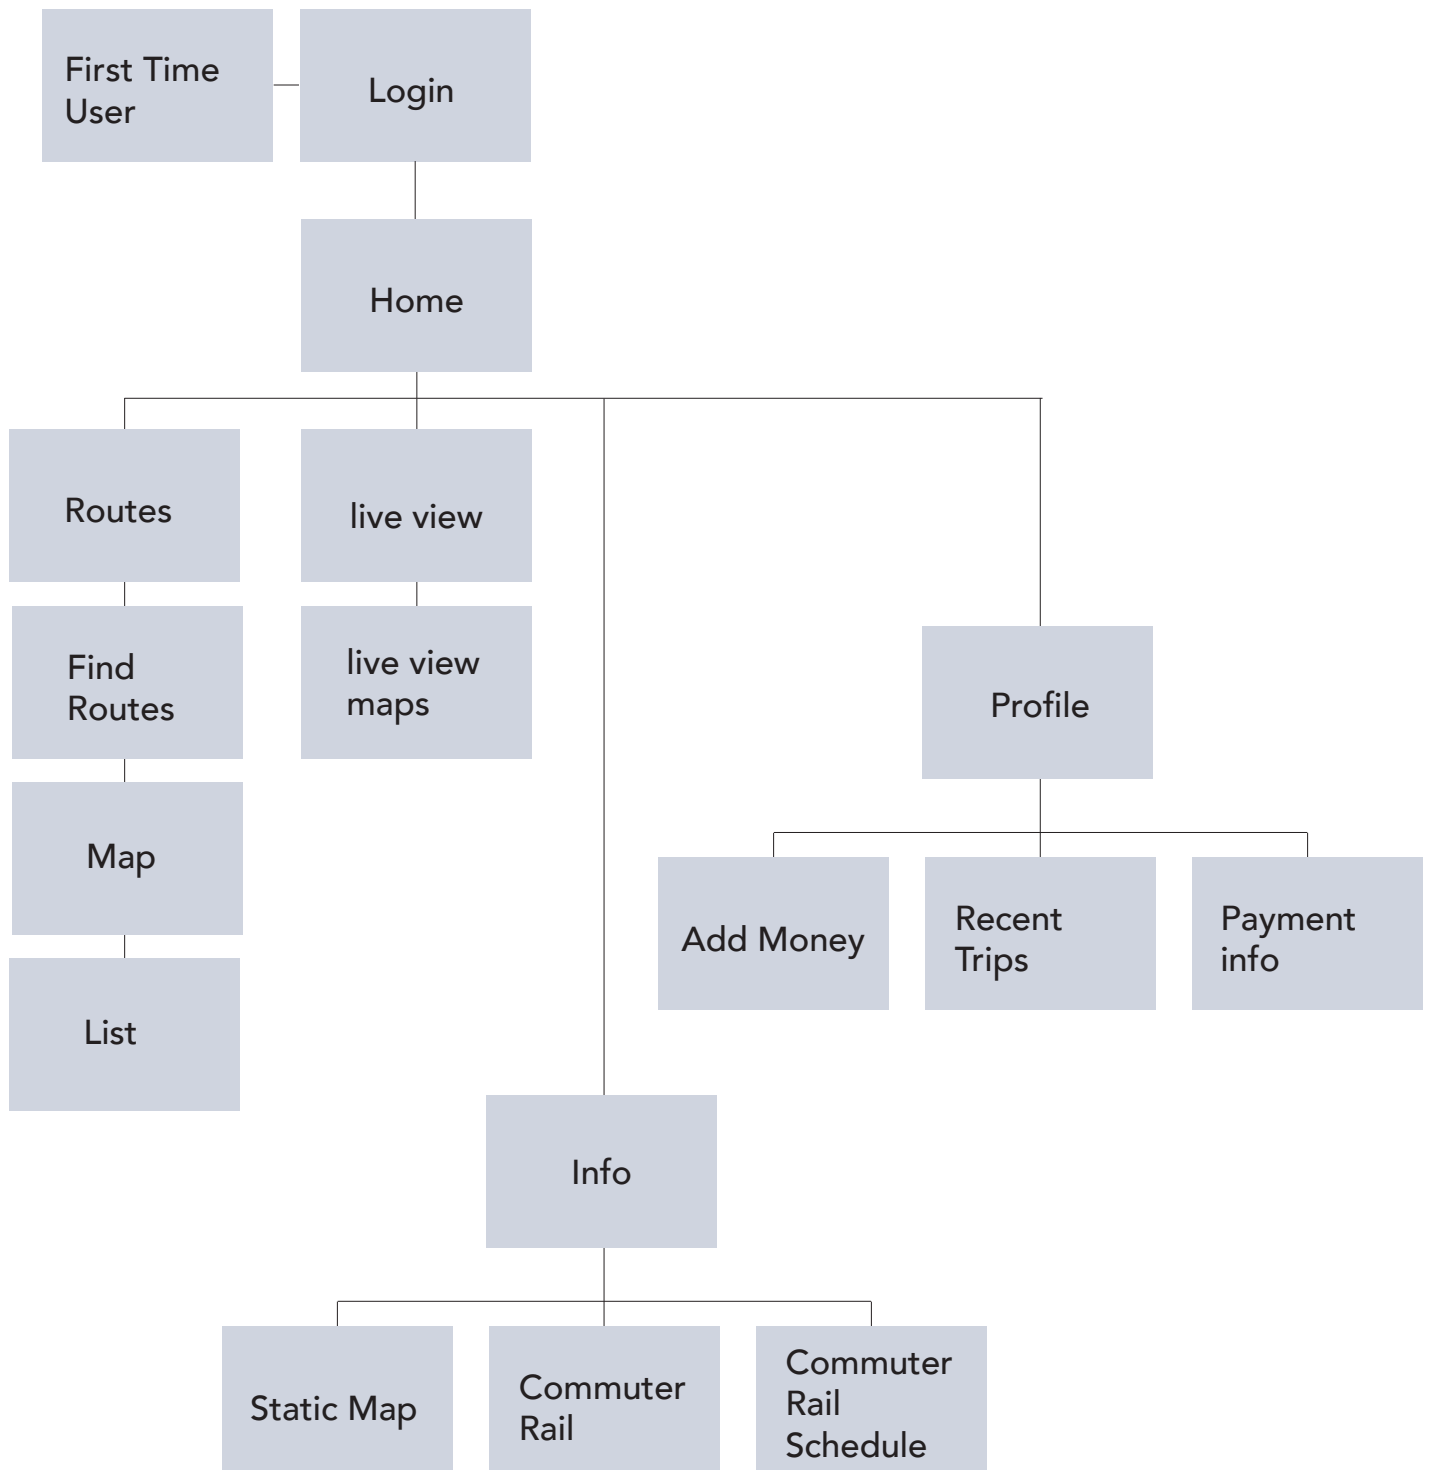 First Time
User
Login
Home
Routes
live view
Find
Routes
live view
maps
Profile
Map
Add Money
Recent
Trips
Payment
info
List
Info
Static Map
Commuter
Rail
Commuter
Rail
Schedule